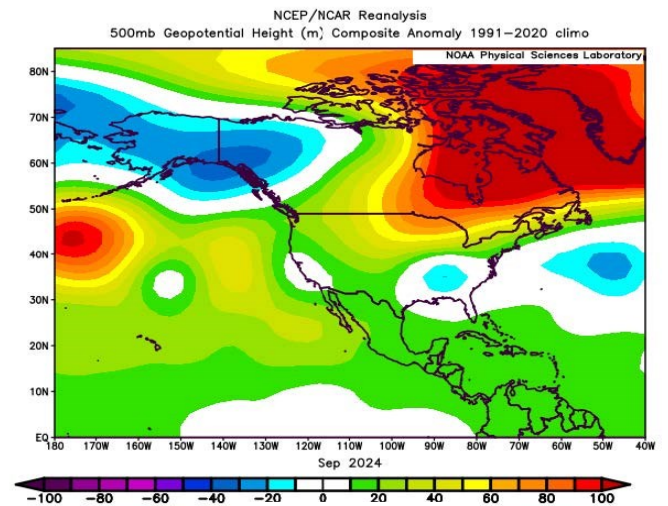 NCEP/NCAR Reanalysis
500mb Geopotential Height (m) Composite Anomaly 1991−2020 climo
NOAA Physical Sciences Laboratory
80N
70N
60N
50N
40N
30N
20N
10N
EQ
180 170W 160W 150W 140W 130W 120W 110W 100W 90W 80W 70W 60W 50W 40W
Sep 2024
−100 −80 −60 −40 −20 0 20 40 60 80 100